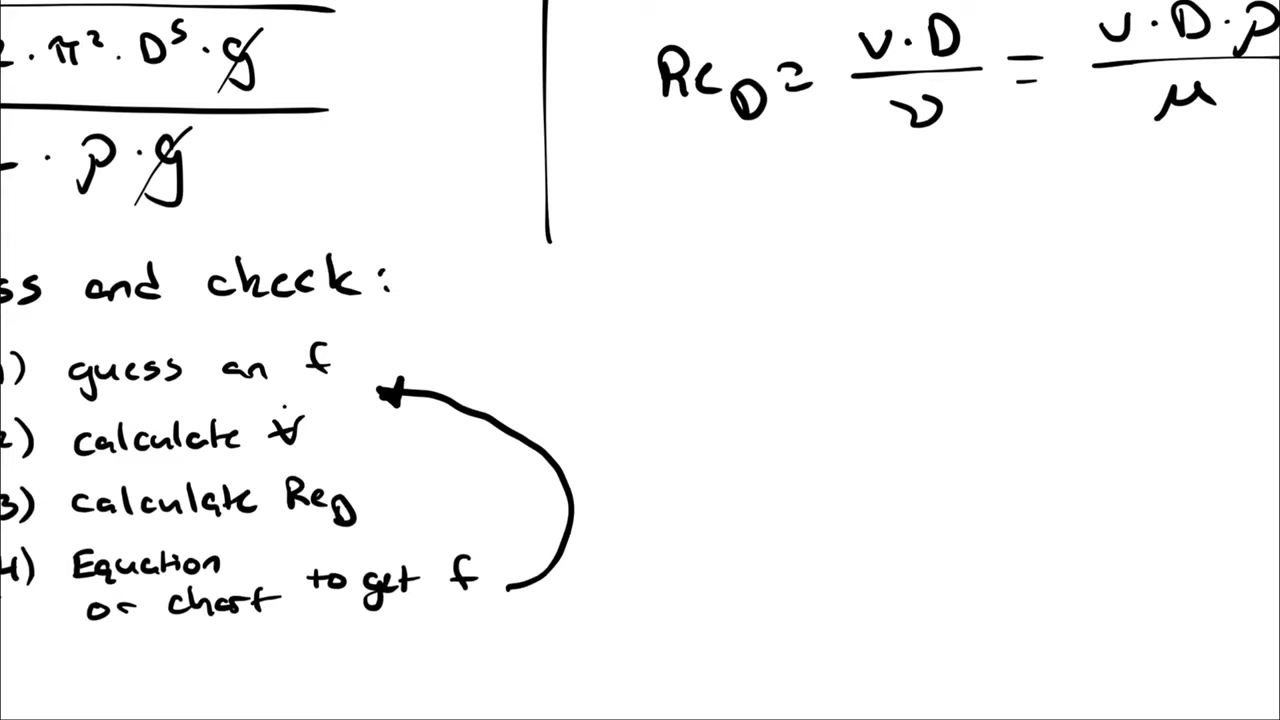 · π² · D⁵ · g
· ρ · g
Re_D = v · D / ν = v · D · ρ / μ
and check:
1) guess an f
2) calculate V̇
3) calculate Re_D
4) Equation or chart to get f